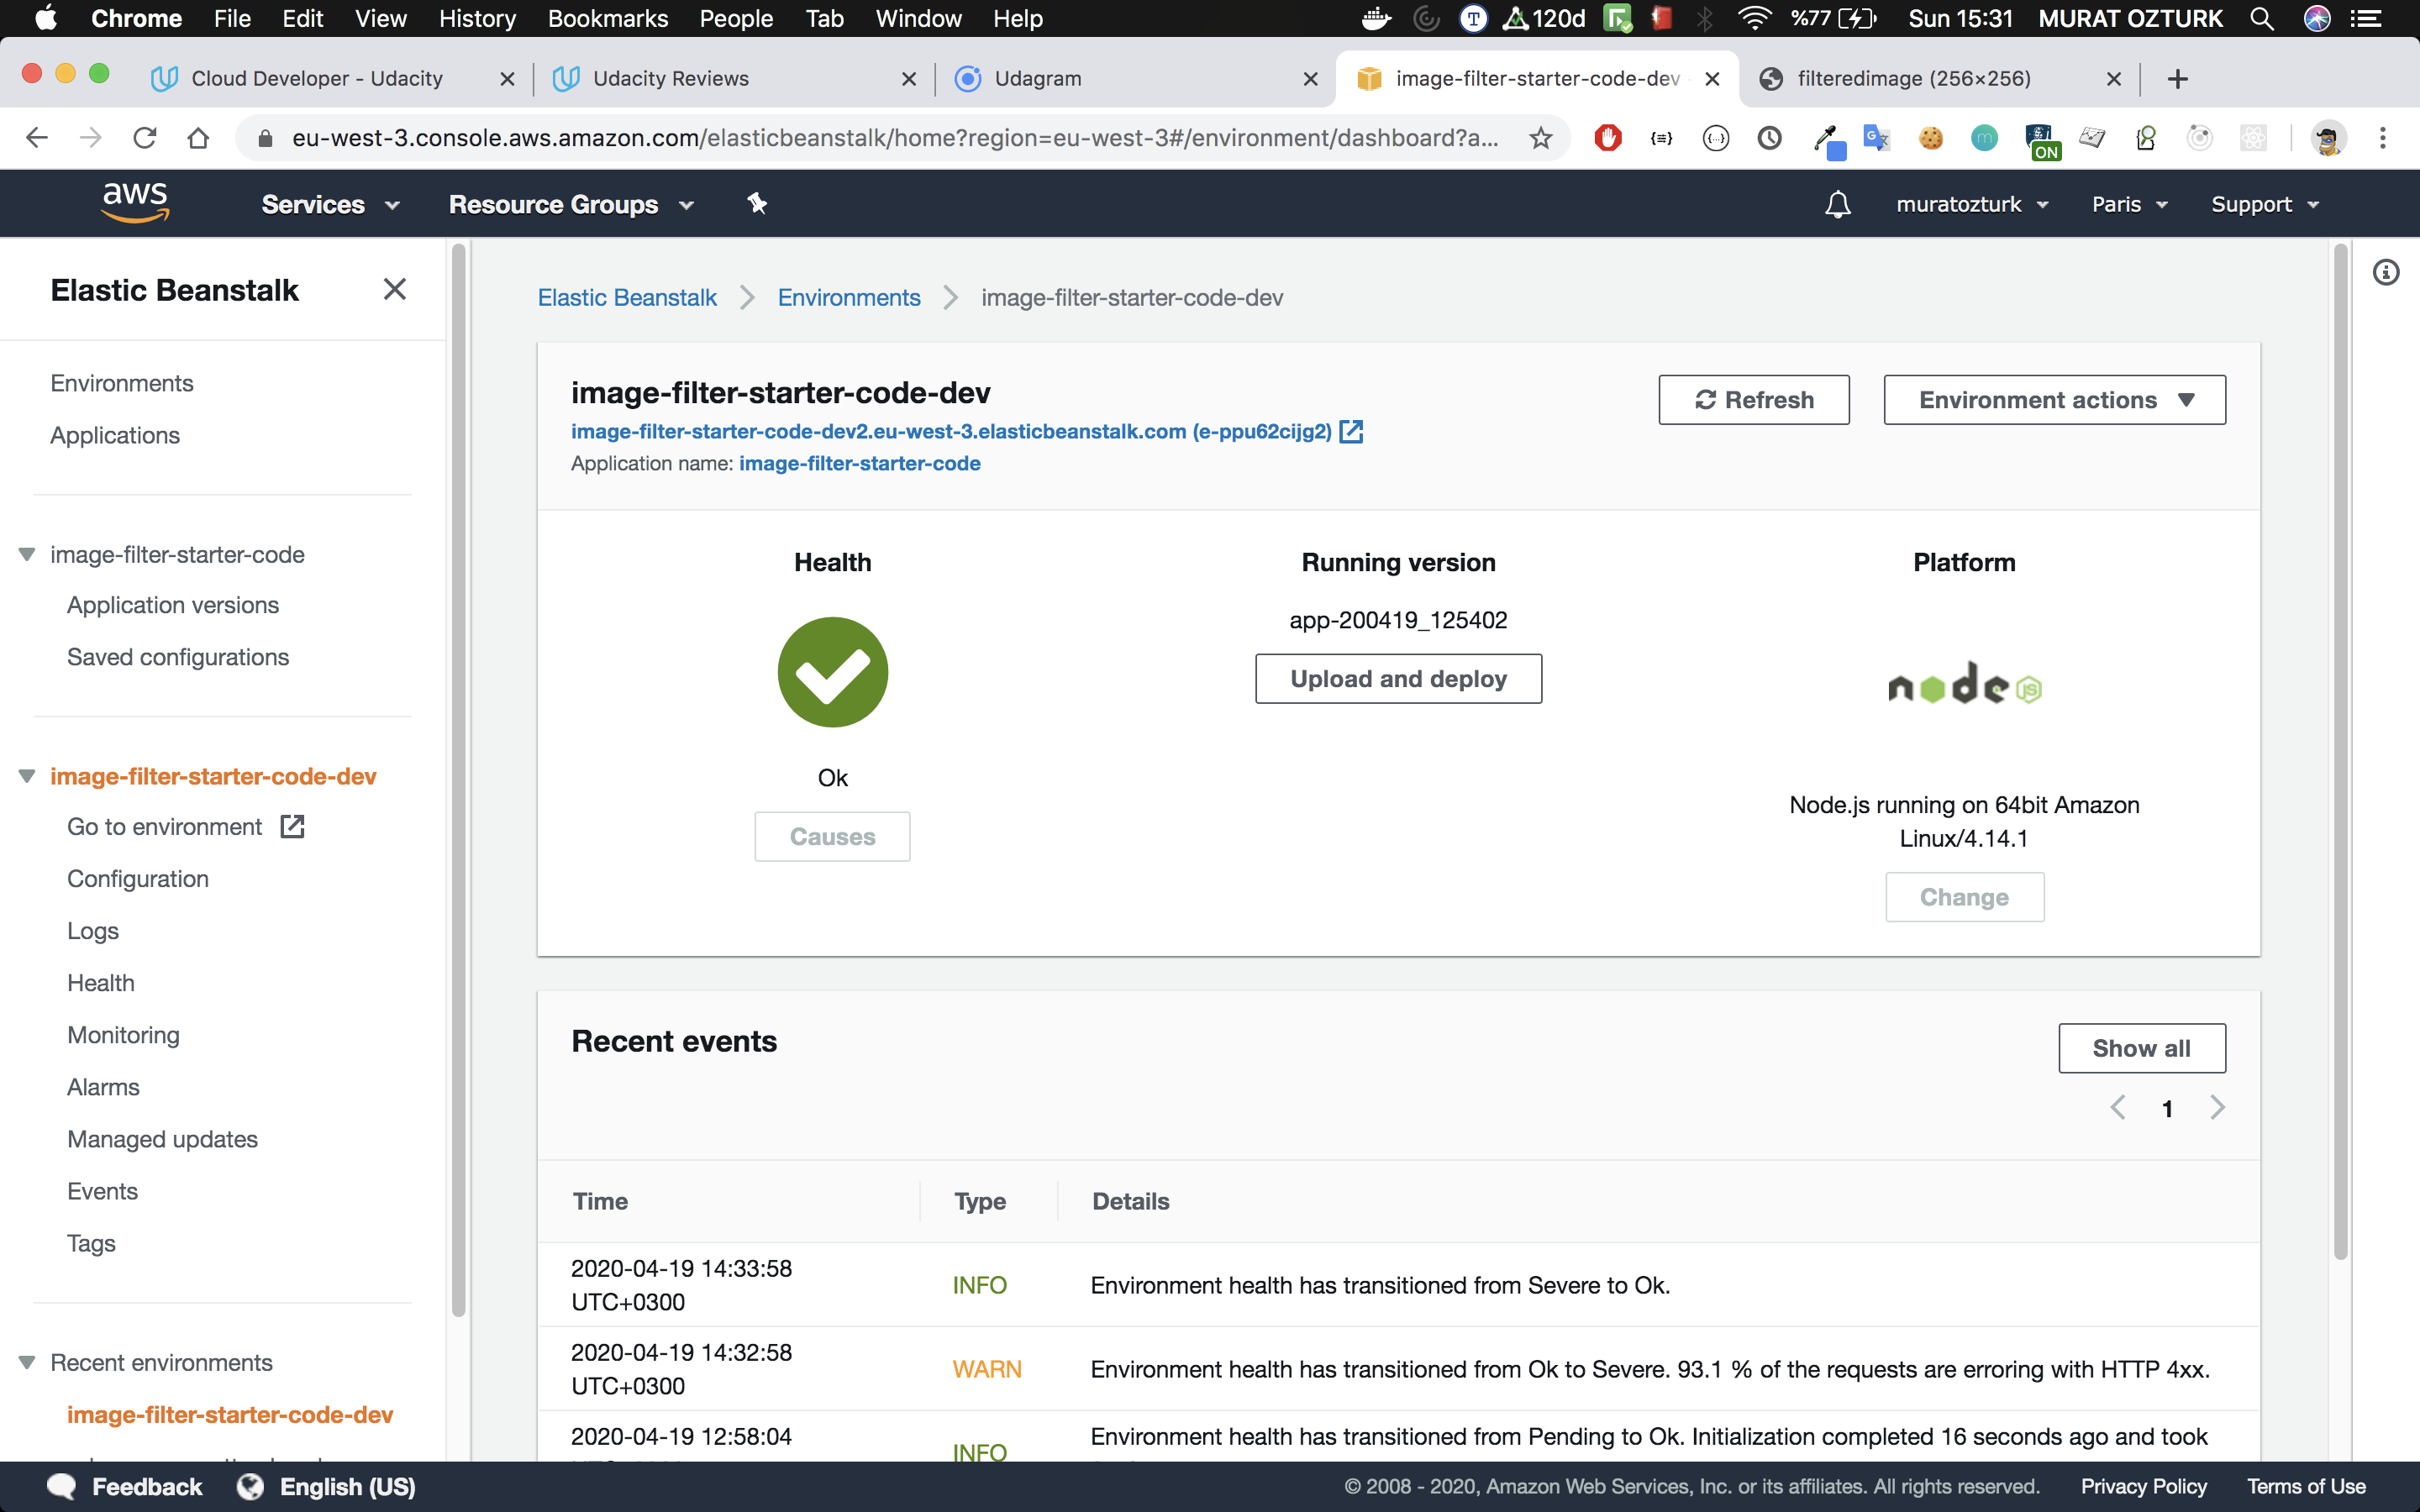 Chrome File Edit View History Bookmarks People Tab Window Help 120d %77 Sun 15:31 MURAT OZTURK
Cloud Developer - Udacity Udacity Reviews Udagram image-filter-starter-code-dev filteredimage (256×256)
eu-west-3.console.aws.amazon.com/elasticbeanstalk/home?region=eu-west-3#/environment/dashboard?a... ON
aws Services Resource Groups muratozturk Paris Support
Elastic Beanstalk
Environments
Applications
image-filter-starter-code
Application versions
Saved configurations
image-filter-starter-code-dev
Go to environment
Configuration
Logs
Health
Monitoring
Alarms
Managed updates
Events
Tags
Recent environments
image-filter-starter-code-dev
Elastic Beanstalk Environments image-filter-starter-code-dev
image-filter-starter-code-dev
image-filter-starter-code-dev2.eu-west-3.elasticbeanstalk.com (e-ppu62cijg2)
Application name: image-filter-starter-code
Refresh Environment actions
Health
Ok
Causes
Running version
app-200419_125402
Upload and deploy
Platform
node JS
Node.js running on 64bit Amazon
Linux/4.14.1
Change
Recent events
Show all
1
Time Type Details
2020-04-19 14:33:58
UTC+0300
INFO
Environment health has transitioned from Severe to Ok.
2020-04-19 14:32:58
UTC+0300
WARN
Environment health has transitioned from Ok to Severe. 93.1 % of the requests are erroring with HTTP 4xx.
2020-04-19 12:58:04
INFO
Environment health has transitioned from Pending to Ok. Initialization completed 16 seconds ago and took
Feedback English (US) © 2008 - 2020, Amazon Web Services, Inc. or its affiliates. All rights reserved. Privacy Policy Terms of Use